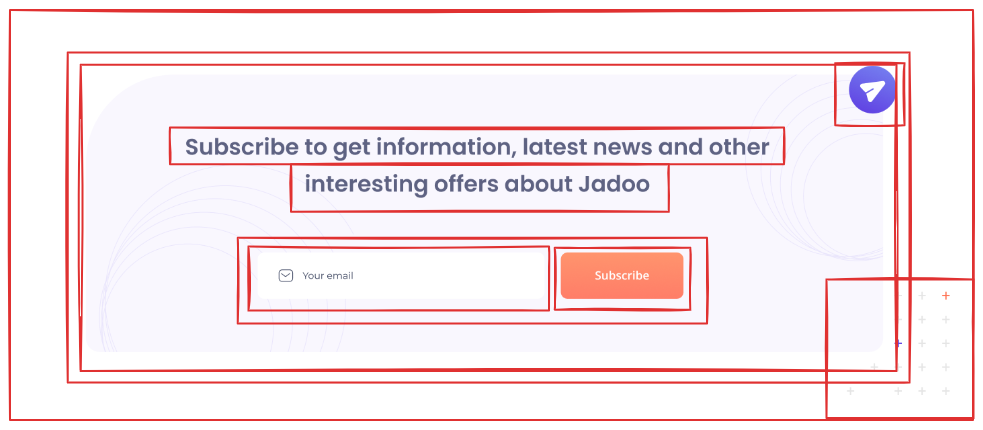 Subscribe to get information, latest news and other
interesting offers about Jadoo
Your email
Subscribe